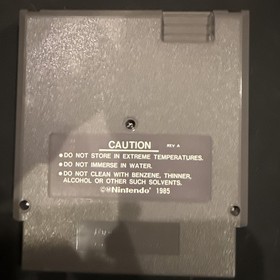 CAUTION REV A
•DO NOT STORE IN EXTREME TEMPERATURES.
•DO NOT IMMERSE IN WATER.
•DO NOT CLEAN WITH BENZENE, THINNER,
ALCOHOL OR OTHER SUCH SOLVENTS.
©®Nintendo® 1985